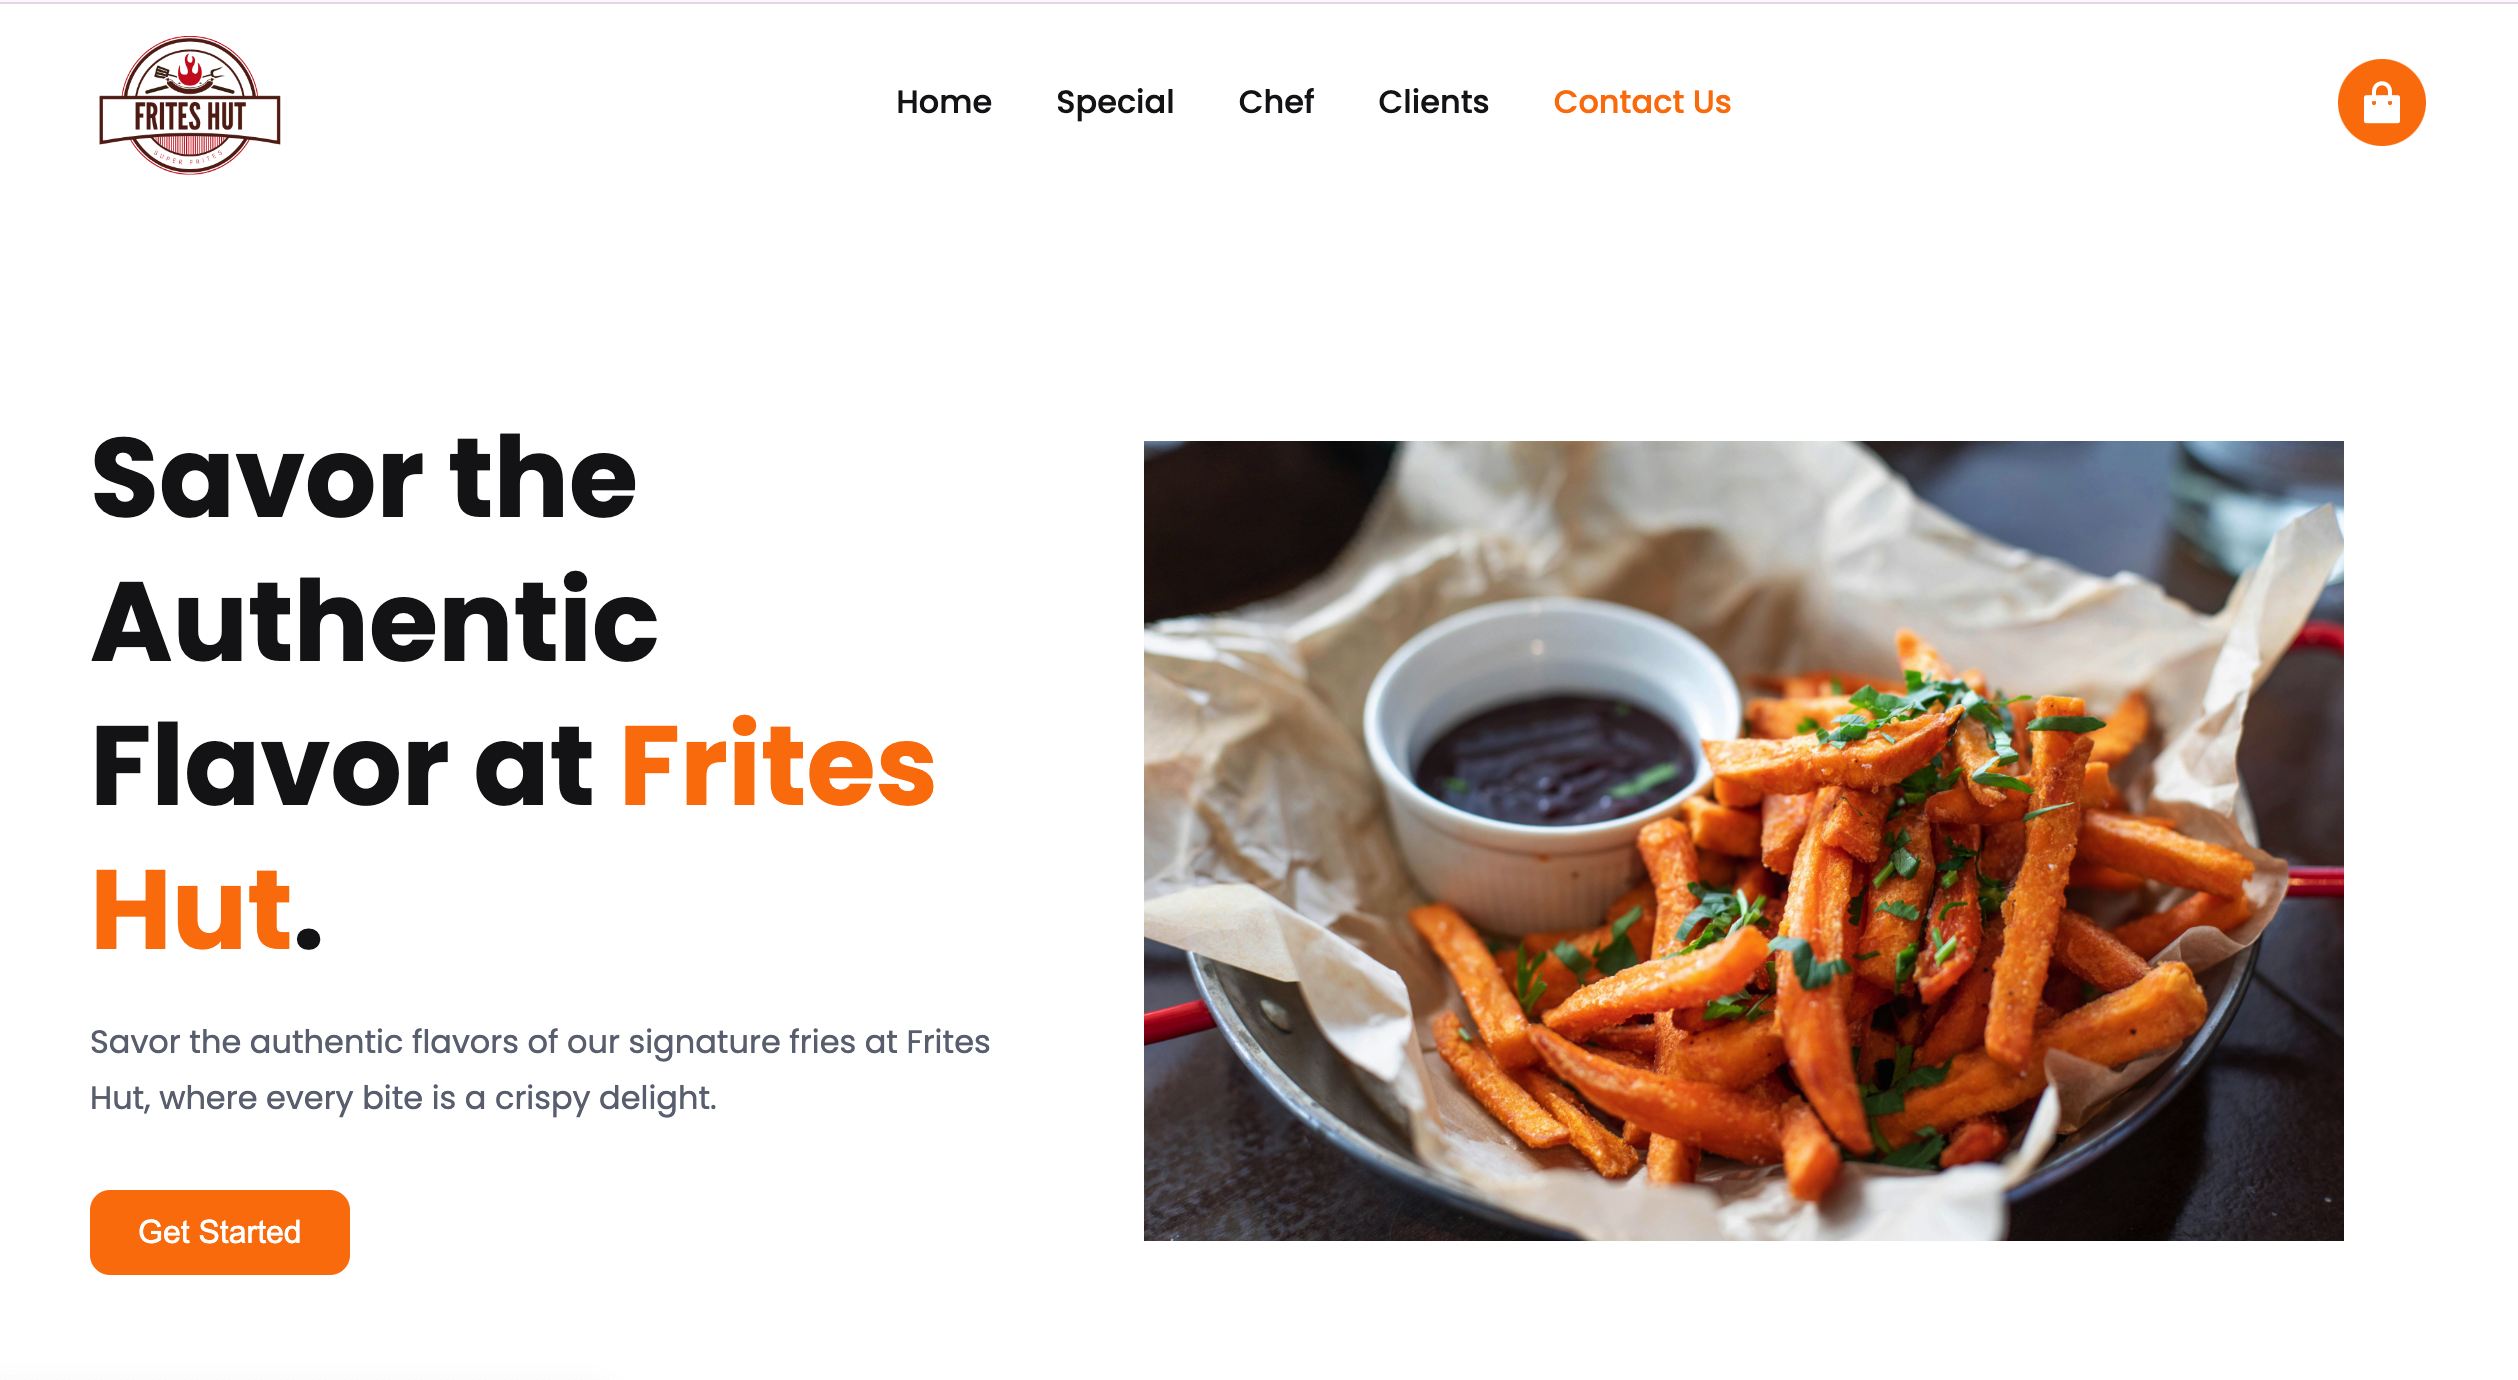 FRITES HUT
SUPER FRITES
Home Special Chef Clients Contact Us
Savor the
Authentic
Flavor at Frites
Hut.
Savor the authentic flavors of our signature fries at Frites
Hut, where every bite is a crispy delight.
Get Started